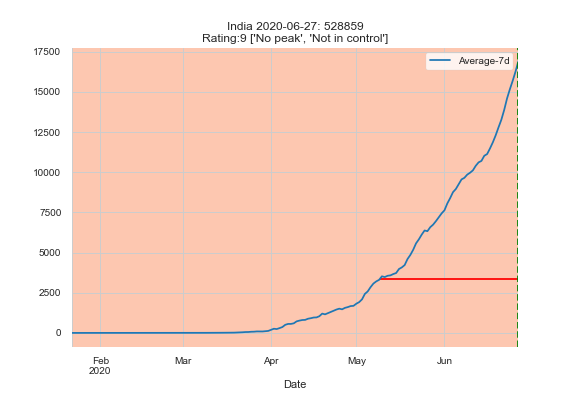 India 2020-06-27: 528859
Rating:9 ['No peak', 'Not in control']
Average-7d
17500
15000
12500
10000
7500
5000
2500
0
Feb Mar Apr May Jun
2020
Date